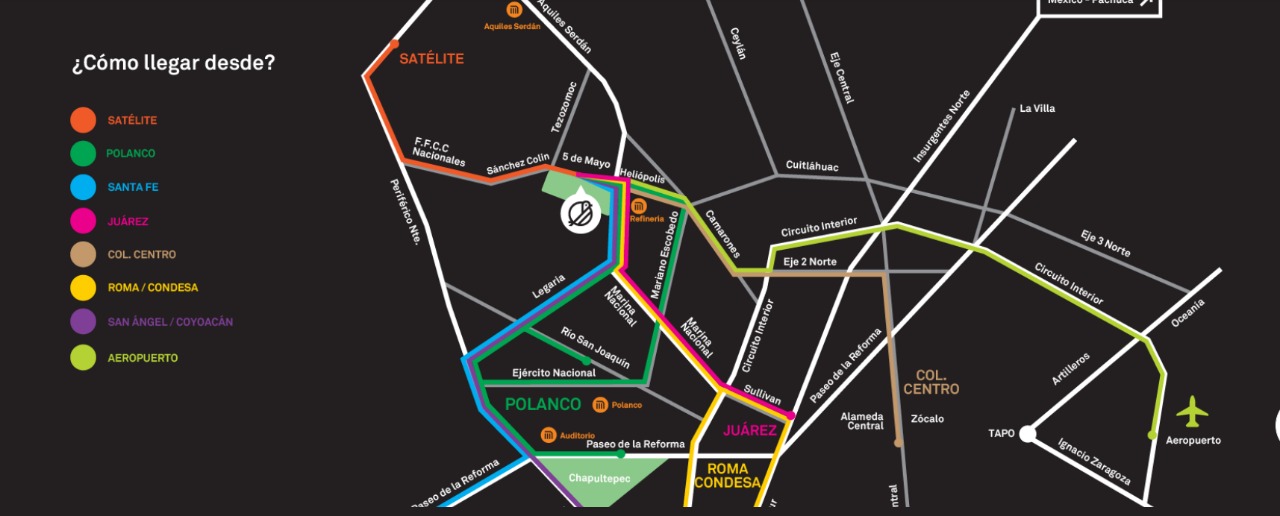 México - Pachuca
¿Cómo llegar desde?
SATÉLITE
POLANCO
SANTA FE
JUÁREZ
COL. CENTRO
ROMA / CONDESA
SAN ÁNGEL / COYOACÁN
AEROPUERTO
Aquiles Serdán
Aquiles Serdán
SATÉLITE
Ceylán
Eje Central
Insurgentes Norte
La Villa
Tezozomoc
F.F.C.C
Nacionales
Sánchez Colin
5 de Mayo
Heliópolis
Cuitláhuac
Periférico Nte.
Refinería
Mariano Escobedo
Camarones
Circuito Interior
Eje 2 Norte
Eje 3 Norte
Circuito Interior
Oceanía
Legaria
Marina
Nacional
Marina
Nacional
Circuito Interior
Rio San Joaquín
Ejército Nacional
Paseo de la Reforma
Artilleros
POLANCO
Polanco
Sullivan
COL.
CENTRO
Auditorio
Paseo de la Reforma
JUÁREZ
Alameda
Central
Zócalo
TAPO
Aeropuerto
Ignacio Zaragoza
Chapultepec
ROMA
CONDESA
Paseo de la Reforma